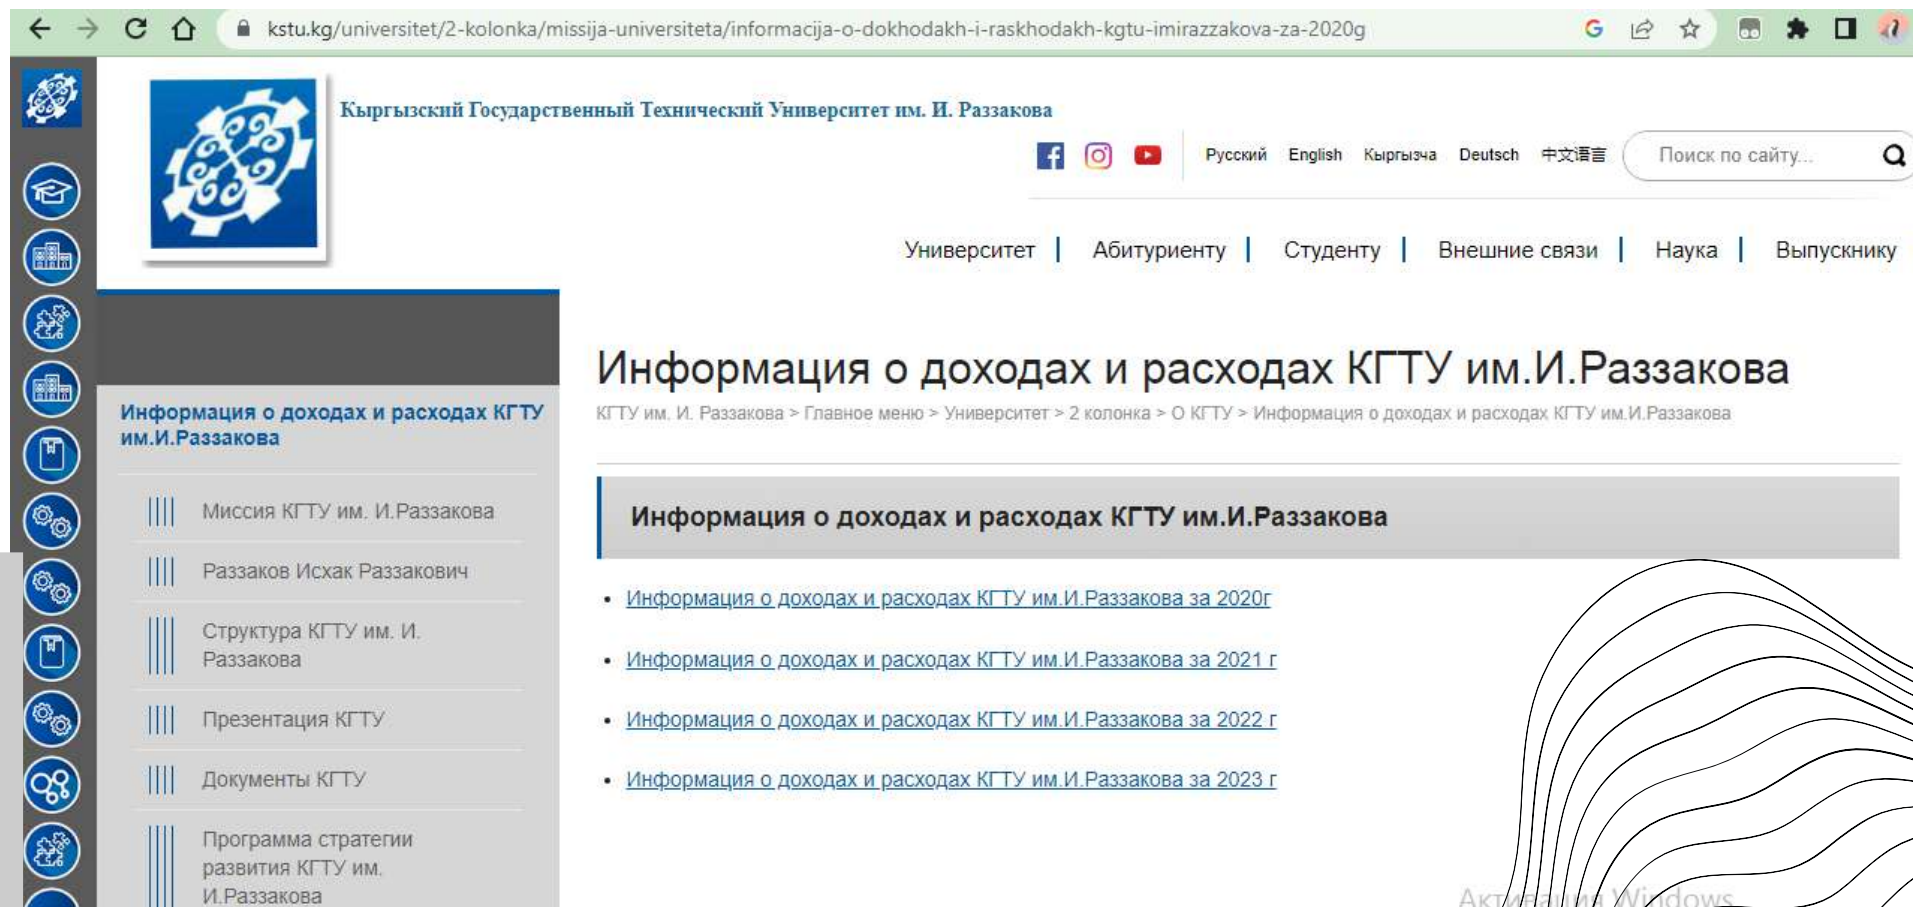 kstu.kg/universitet/2-kolonka/missija-universiteta/informacija-o-dokhodakh-i-raskhodakh-kgtu-imirazzakova-za-2020g
Кыргызский Государственный Технический Университет им. И. Раззакова
Русский English Кыргызча Deutsch 中文语言 Поиск по сайту...
Университет Абитуриенту Студенту Внешние связи Наука Выпускнику
Информация о доходах и расходах КГТУ
им.И.Раззакова
Миссия КГТУ им. И.Раззакова
Раззаков Исхак Раззакович
Структура КГТУ им. И.
Раззакова
Презентация КГТУ
Документы КГТУ
Программа стратегии
развития КГТУ им.
И.Раззакова
Информация о доходах и расходах КГТУ им.И.Раззакова
КГТУ им. И. Раззакова > Главное меню > Университет > 2 колонка > О КГТУ > Информация о доходах и расходах КГТУ им.И.Раззакова
Информация о доходах и расходах КГТУ им.И.Раззакова
• Информация о доходах и расходах КГТУ им.И.Раззакова за 2020г
• Информация о доходах и расходах КГТУ им.И.Раззакова за 2021 г
• Информация о доходах и расходах КГТУ им.И.Раззакова за 2022 г
• Информация о доходах и расходах КГТУ им.И.Раззакова за 2023 г
Активация Windows